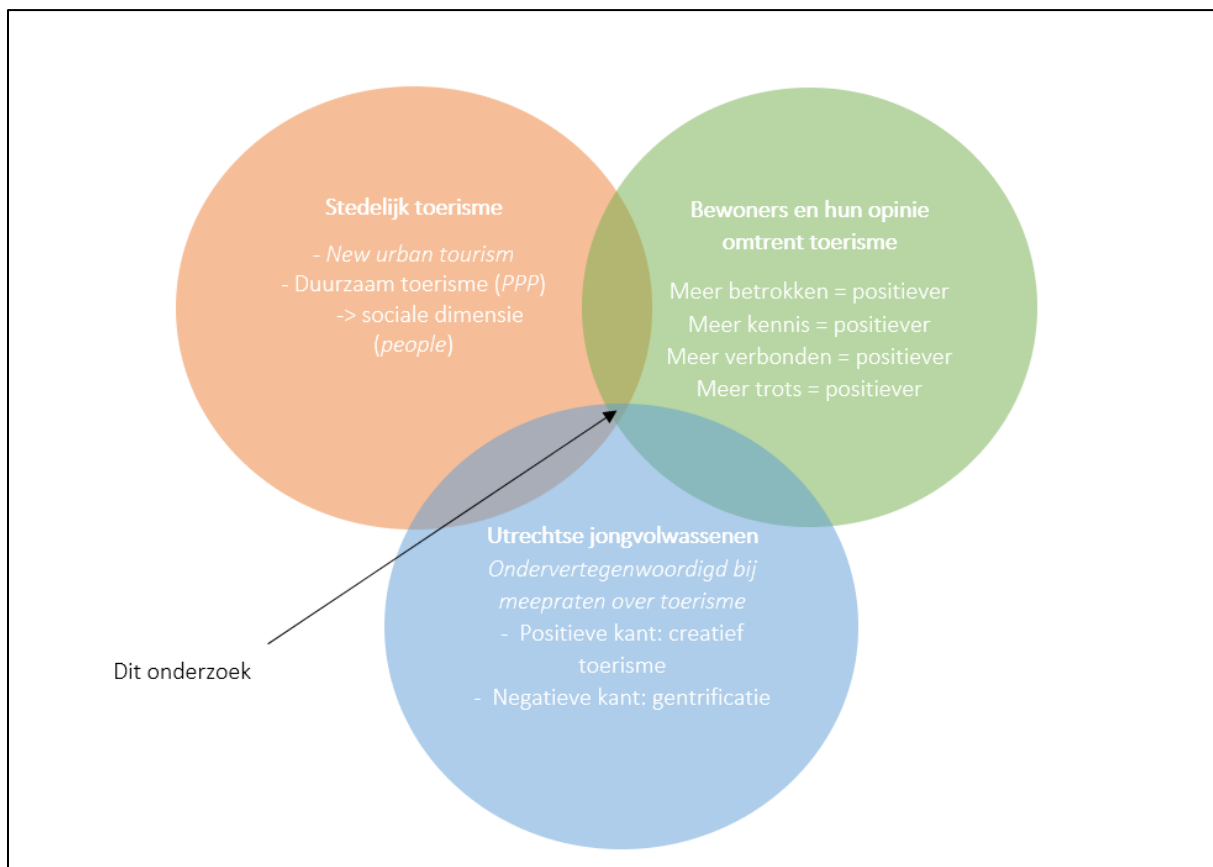 Stedelijk toerisme
- New urban tourism
- Duurzaam toerisme (PPP)
-> sociale dimensie
(people)
Bewoners en hun opinie
omtrent toerisme
Meer betrokken = positiever
Meer kennis = positiever
Meer verbonden = positiever
Meer trots = positiever
Utrechtse jongvolwassenen
Ondervertegenwoordigd bij
meepraten over toerisme
- Positieve kant: creatief
toerisme
- Negatieve kant: gentrificatie
Dit onderzoek